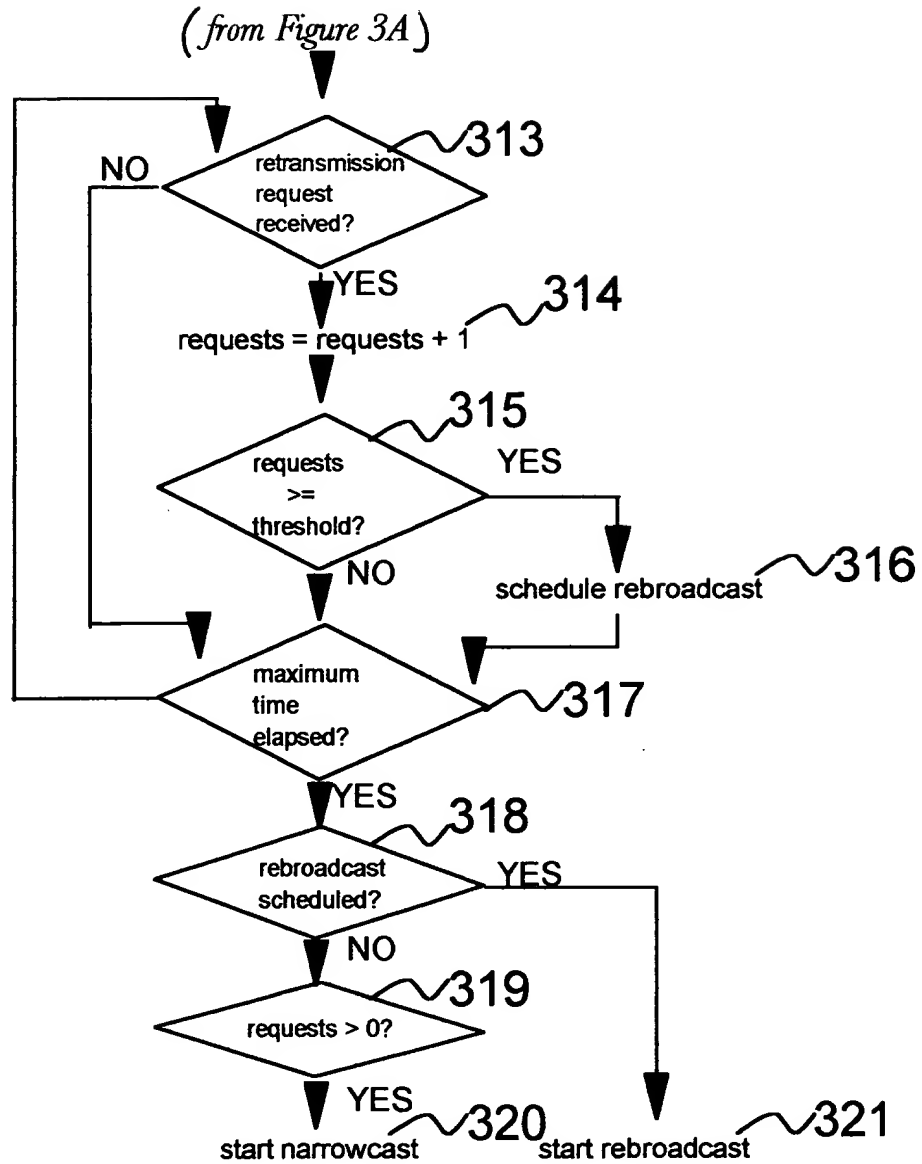 (from Figure 3A)
313
NO
retransmission
request
received?
YES
314
requests = requests + 1
315
requests
>=
threshold?
YES
NO
316
schedule rebroadcast
maximum
time
elapsed?
317
YES
318
rebroadcast
scheduled?
YES
NO
319
requests > 0?
YES
320
start narrowcast
321
start rebroadcast